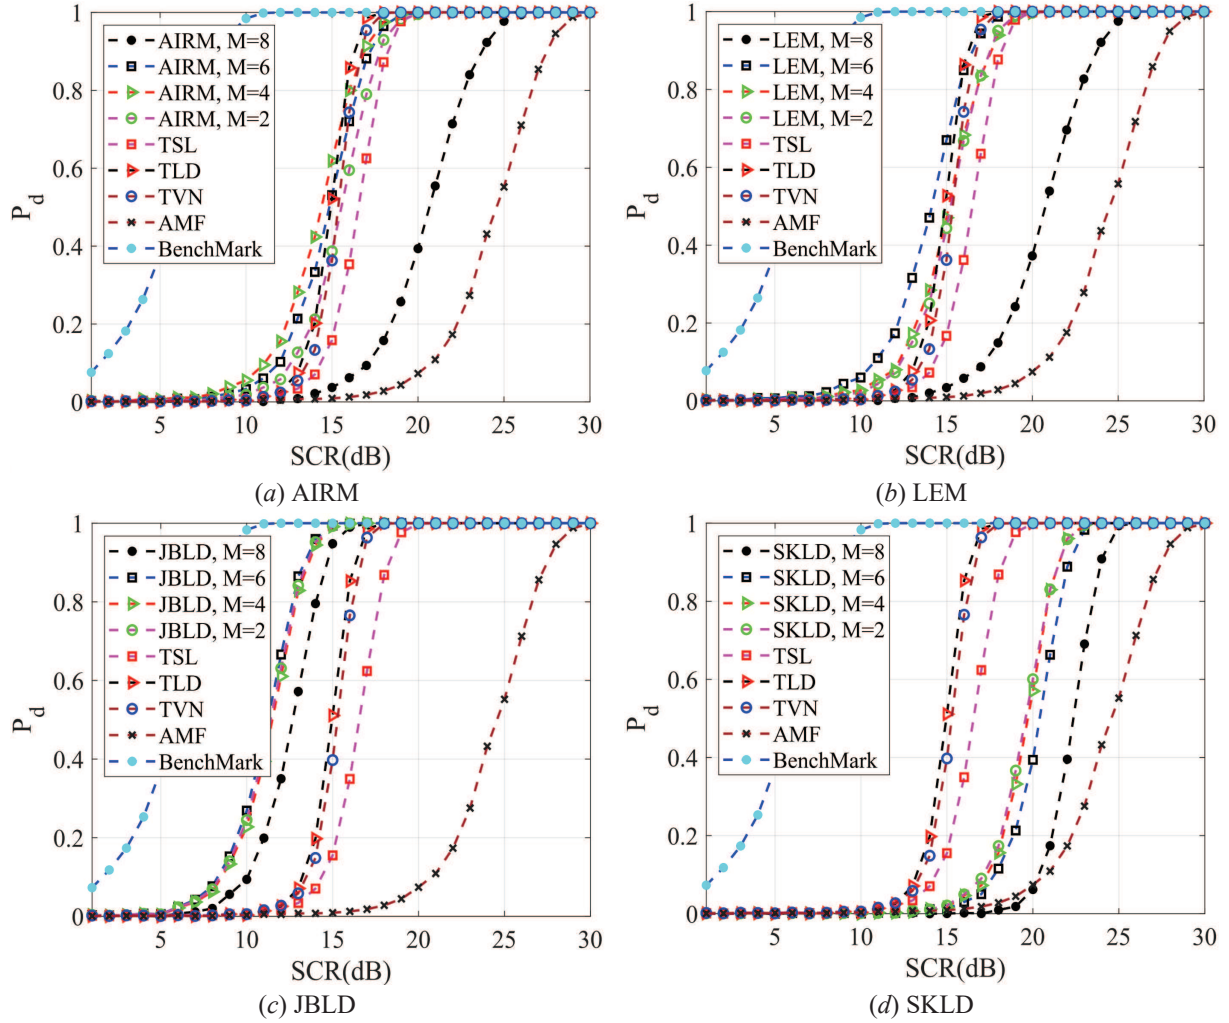 1
0.8
0.6
0.4
0.2
0
P_d
AIRM, M=8
AIRM, M=6
AIRM, M=4
AIRM, M=2
TSL
TLD
TVN
AMF
BenchMark
5 10 15 20 25 30
SCR(dB)
(a) AIRM
1
0.8
0.6
0.4
0.2
0
P_d
LEM, M=8
LEM, M=6
LEM, M=4
LEM, M=2
TSL
TLD
TVN
AMF
BenchMark
5 10 15 20 25 30
SCR(dB)
(b) LEM
1
0.8
0.6
0.4
0.2
0
P_d
JBLD, M=8
JBLD, M=6
JBLD, M=4
JBLD, M=2
TSL
TLD
TVN
AMF
BenchMark
5 10 15 20 25 30
SCR(dB)
(c) JBLD
1
0.8
0.6
0.4
0.2
0
P_d
SKLD, M=8
SKLD, M=6
SKLD, M=4
SKLD, M=2
TSL
TLD
TVN
AMF
BenchMark
5 10 15 20 25 30
SCR(dB)
(d) SKLD